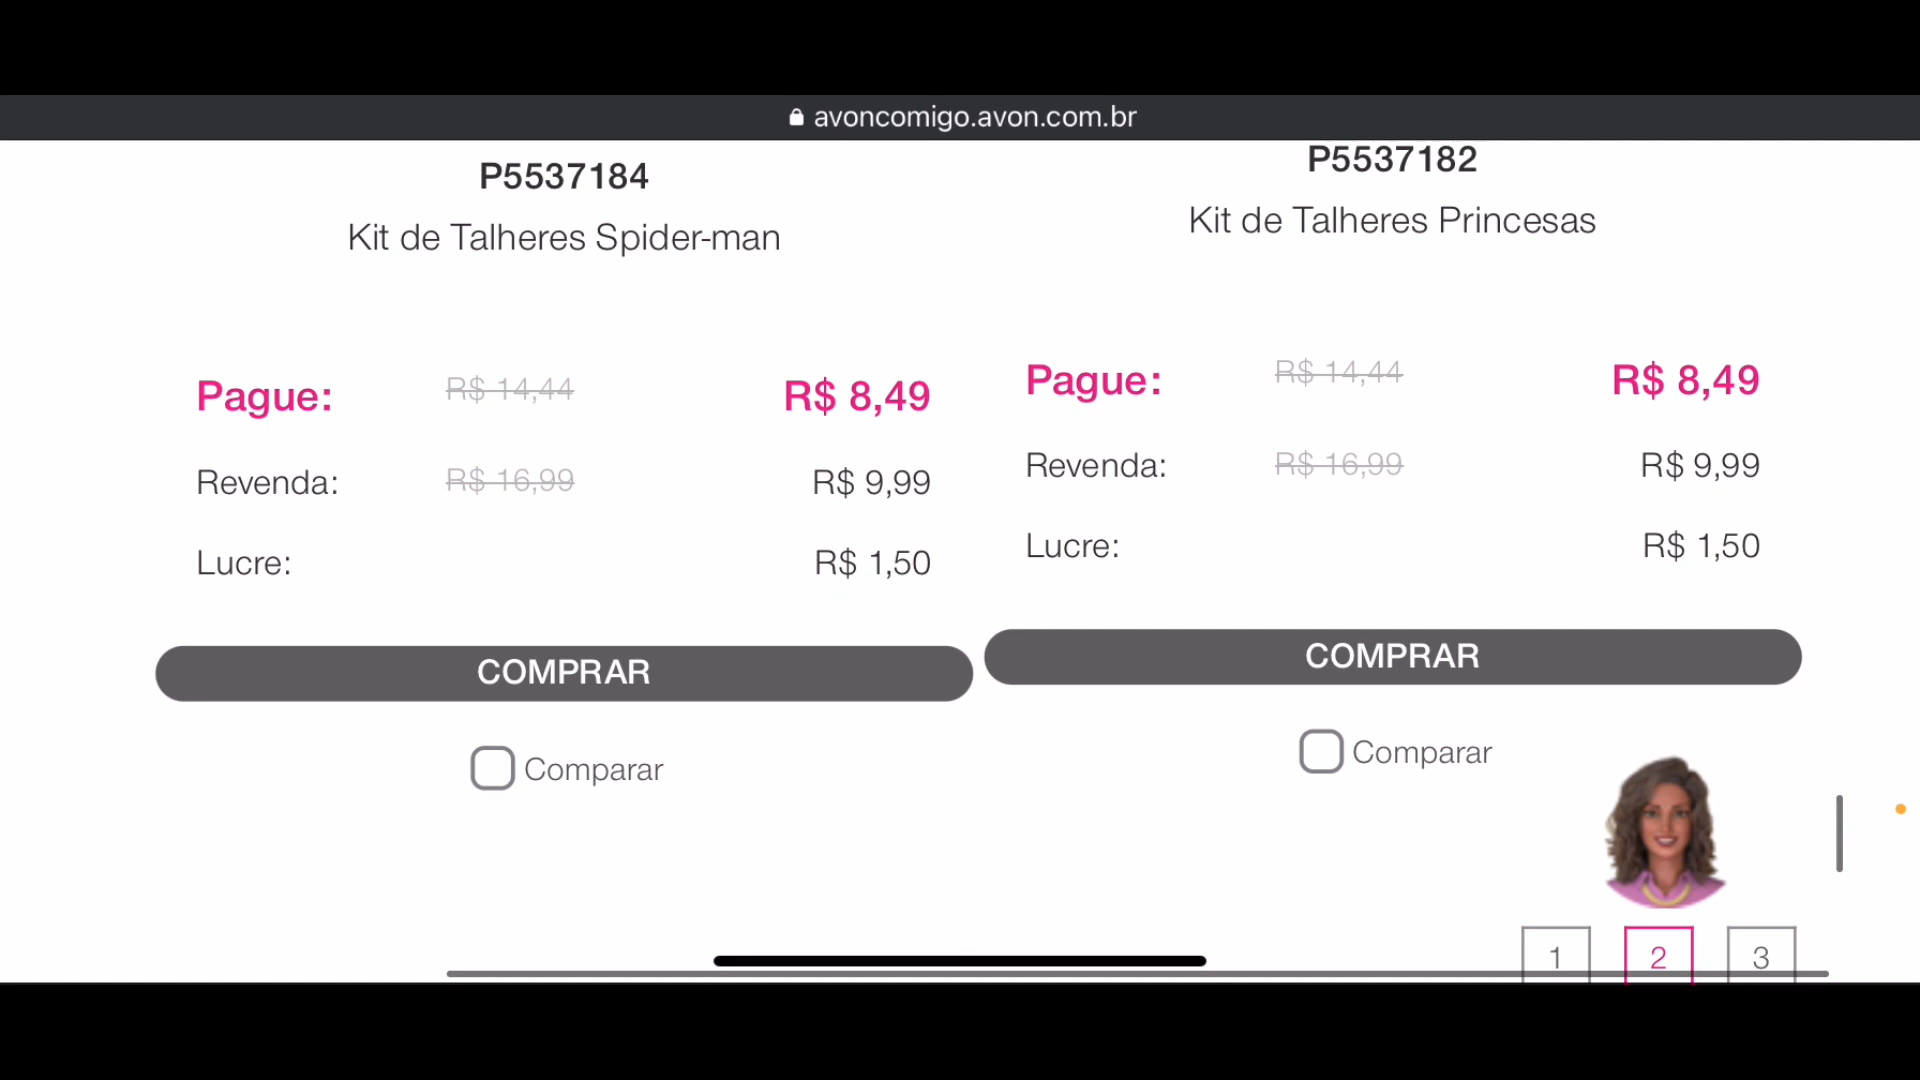 avoncomigo.avon.com.br
P5537184
Kit de Talheres Spider-man
Pague: R$ 14,44 R$ 8,49
Revenda: R$ 16,99 R$ 9,99
Lucre: R$ 1,50
COMPRAR
Comparar
P5537182
Kit de Talheres Princesas
Pague: R$ 14,44 R$ 8,49
Revenda: R$ 16,99 R$ 9,99
Lucre: R$ 1,50
COMPRAR
Comparar
1 2 3